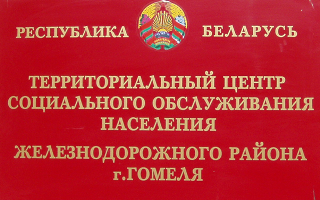 РЕСПУБЛИКА БЕЛАРУСЬ
ТЕРРИТОРИАЛЬНЫЙ ЦЕНТР
СОЦИАЛЬНОГО ОБСЛУЖИВАНИЯ
НАСЕЛЕНИЯ
ЖЕЛЕЗНОДОРОЖНОГО РАЙОНА
г.ГОМЕЛЯ